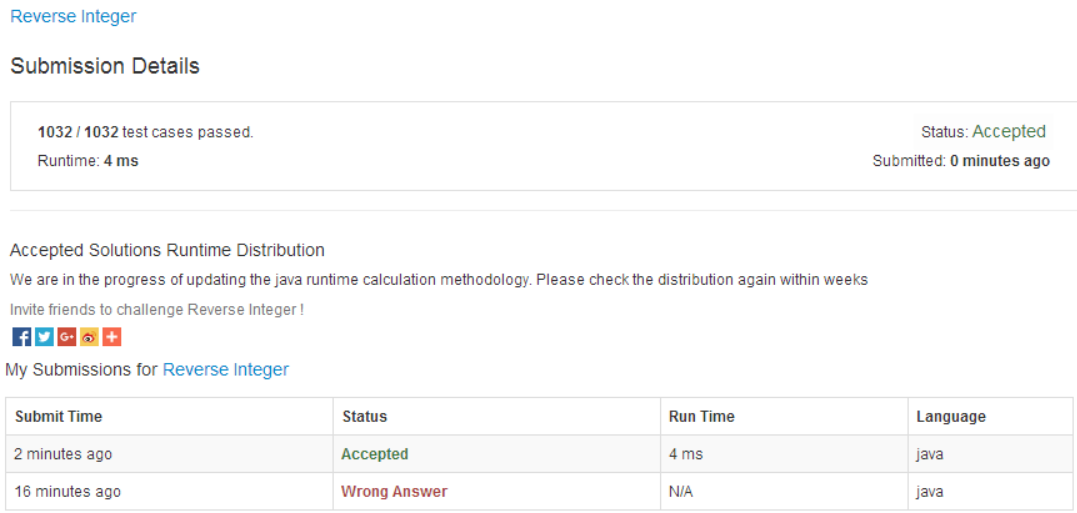 Reverse Integer
Submission Details
1032 / 1032 test cases passed. Status: Accepted
Runtime: 4 ms Submitted: 0 minutes ago
Accepted Solutions Runtime Distribution
We are in the progress of updating the java runtime calculation methodology. Please check the distribution again within weeks
Invite friends to challenge Reverse Integer !
My Submissions for Reverse Integer
Submit Time Status Run Time Language
2 minutes ago Accepted 4 ms java
16 minutes ago Wrong Answer N/A java